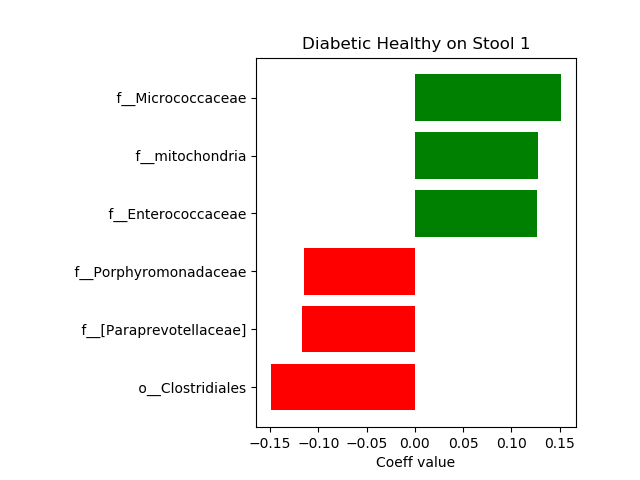 Diabetic Healthy on Stool 1
f__Micrococcaceae
f__mitochondria
f__Enterococcaceae
f__Porphyromonadaceae
f__[Paraprevotellaceae]
o__Clostridiales
−0.15 −0.10 −0.05 0.00 0.05 0.10 0.15
Coeff value